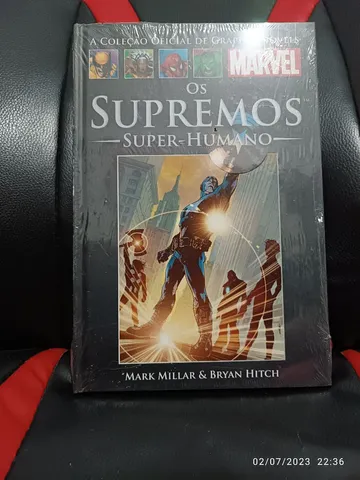 A COLEÇÃO OFICIAL DE GRAPHIC NOVELS
MARVEL
OS
SUPREMOS
SUPER-HUMANO
MARK MILLAR & BRYAN HITCH
02/07/2023 22:36